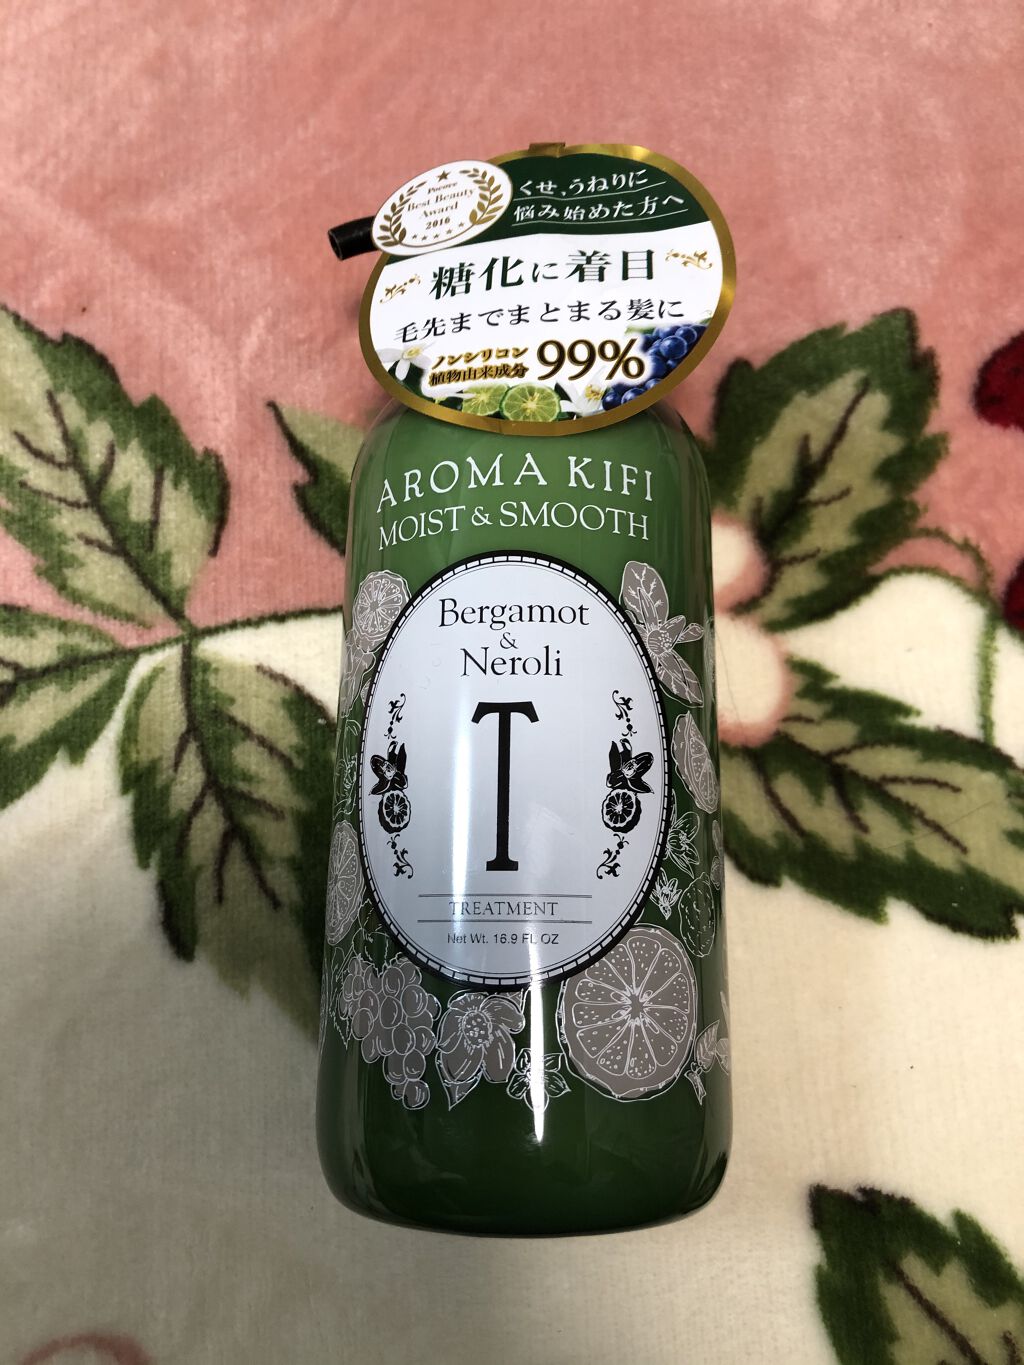 Pocore
Best Beauty
Award
2016
くせ、うねりに
悩み始めた方へ
糖化に着目
毛先までまとまる髪に
ノンシリコン
植物由来成分
99%
AROMA KIFI
MOIST & SMOOTH
Bergamot
&
Neroli
T
TREATMENT
Net Wt. 16.9 FL OZ